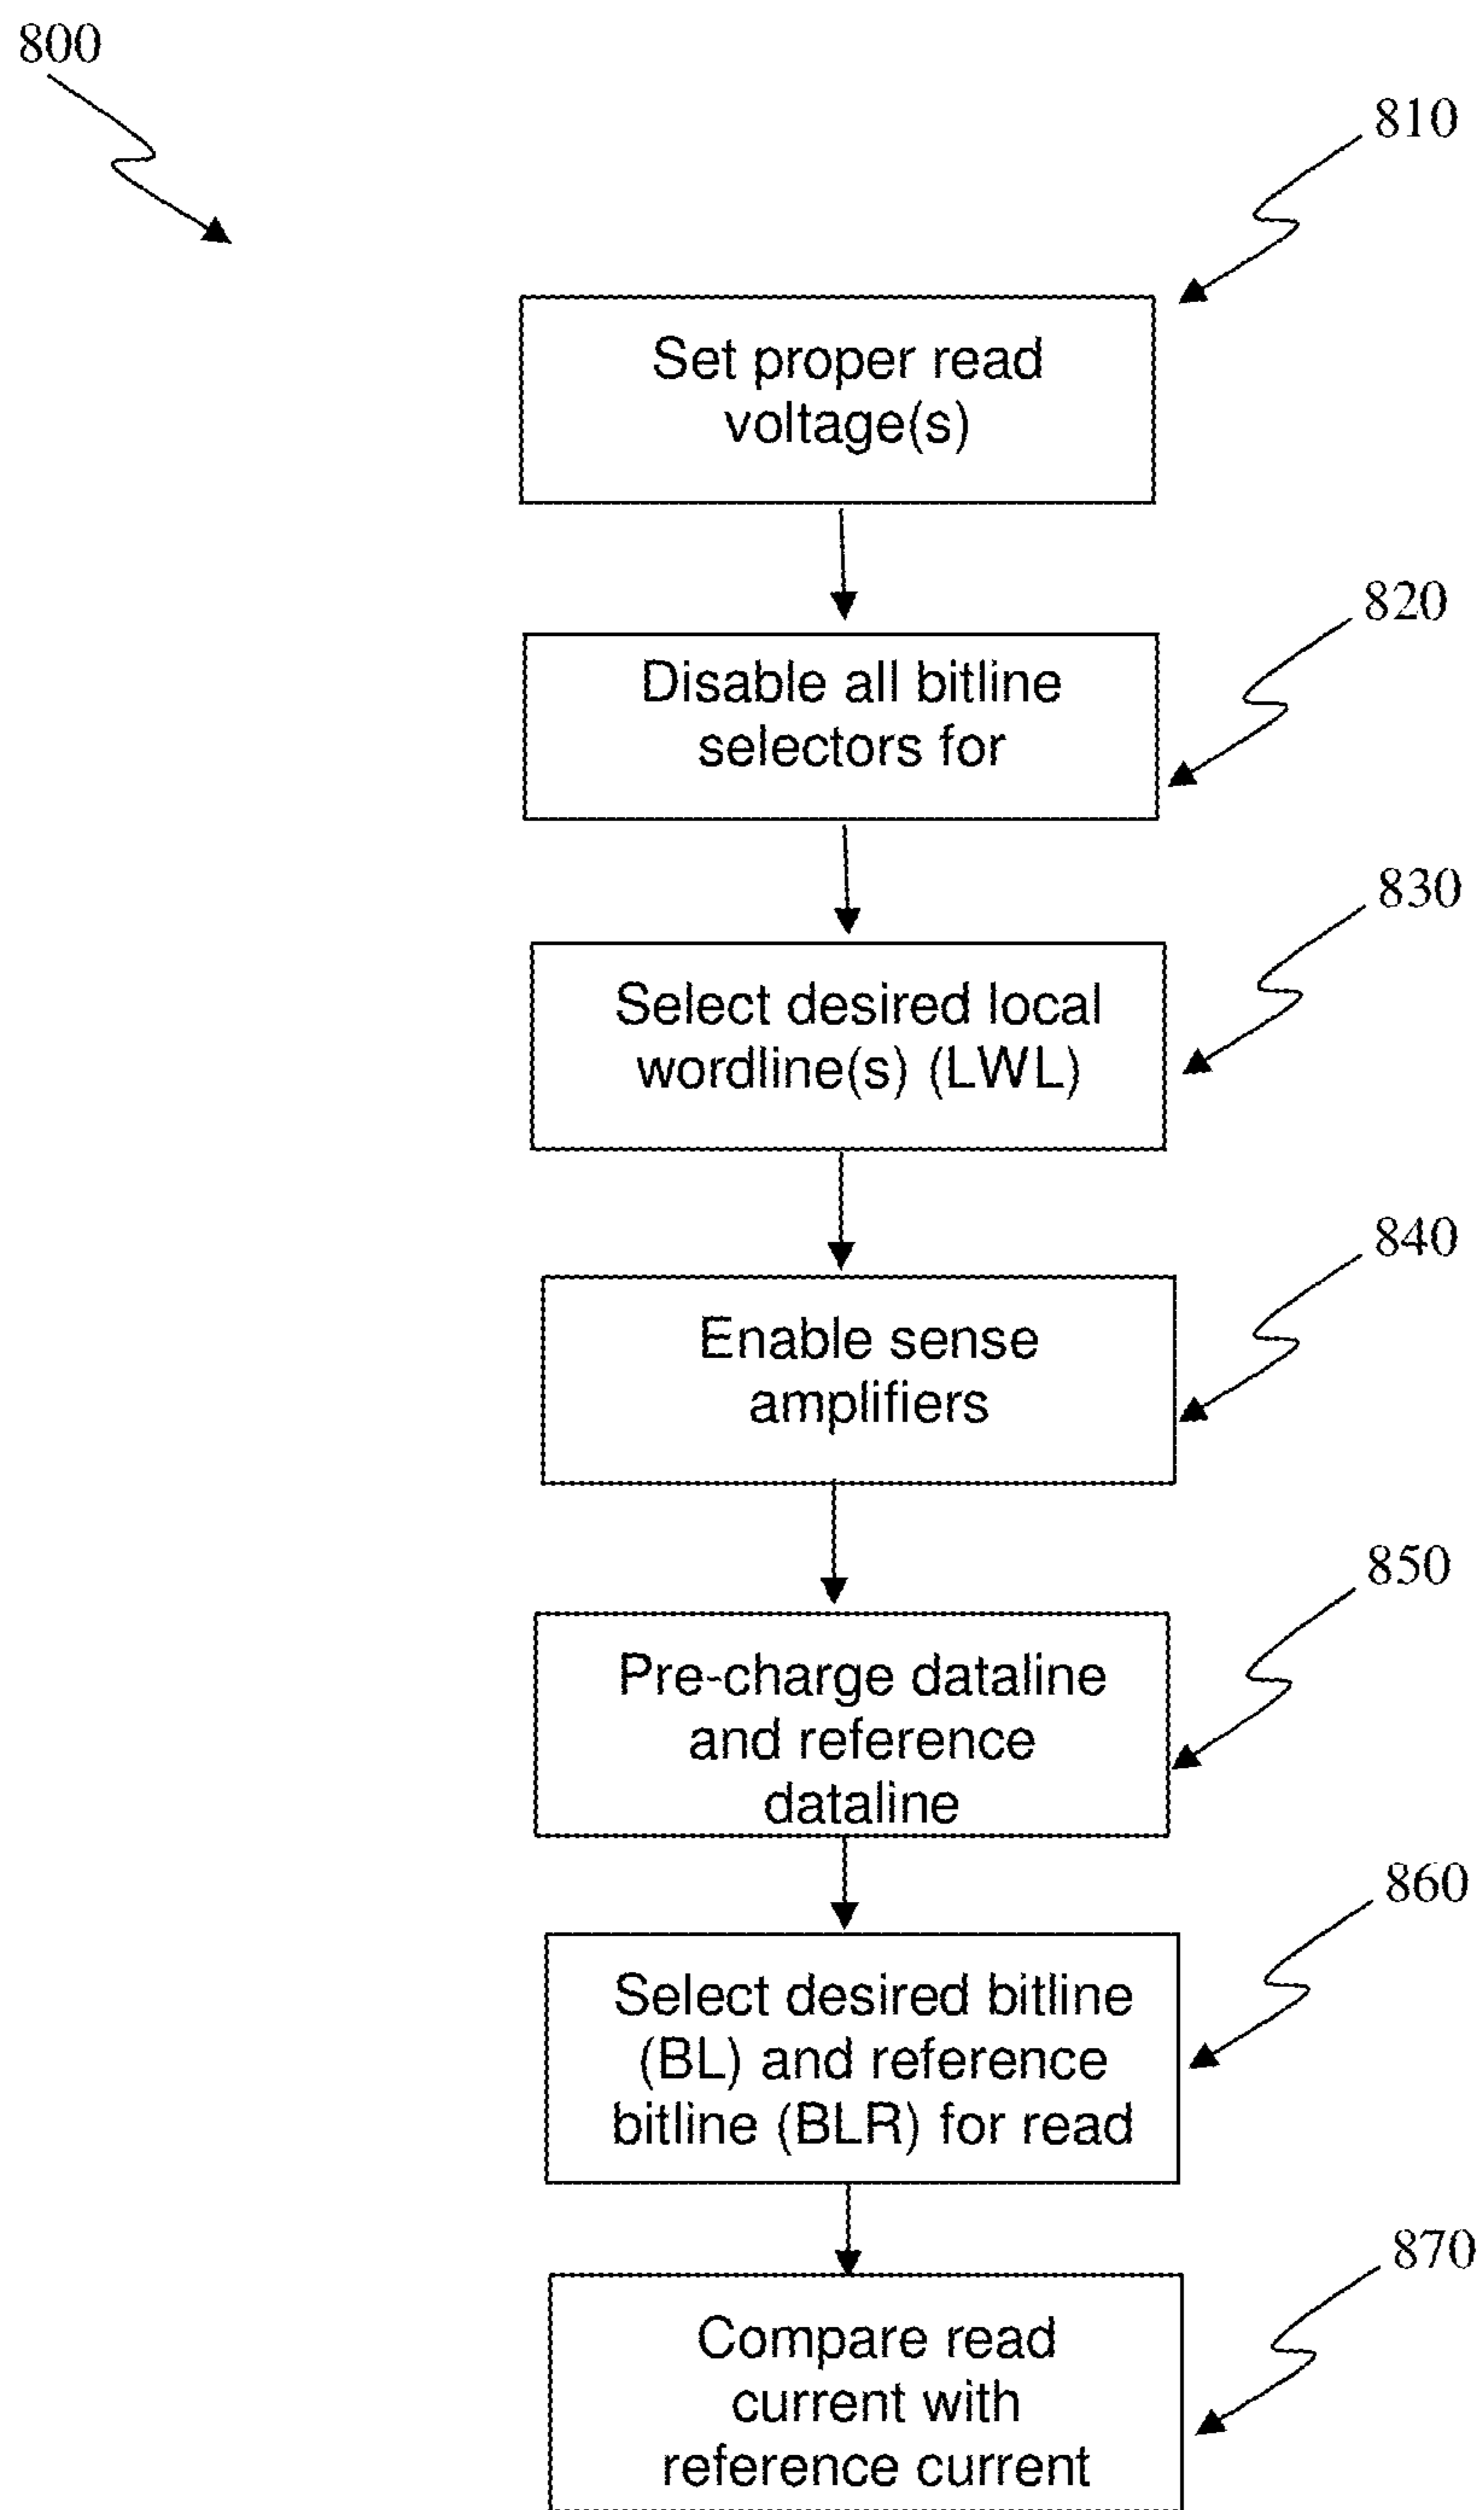 800
810
Set proper read
voltage(s)
820
Disable all bitline
selectors for
830
Select desired local
wordline(s) (LWL)
840
Enable sense
amplifiers
850
Pre-charge dataline
and reference
dataline
860
Select desired bitline
(BL) and reference
bitline (BLR) for read
870
Compare read
current with
reference current